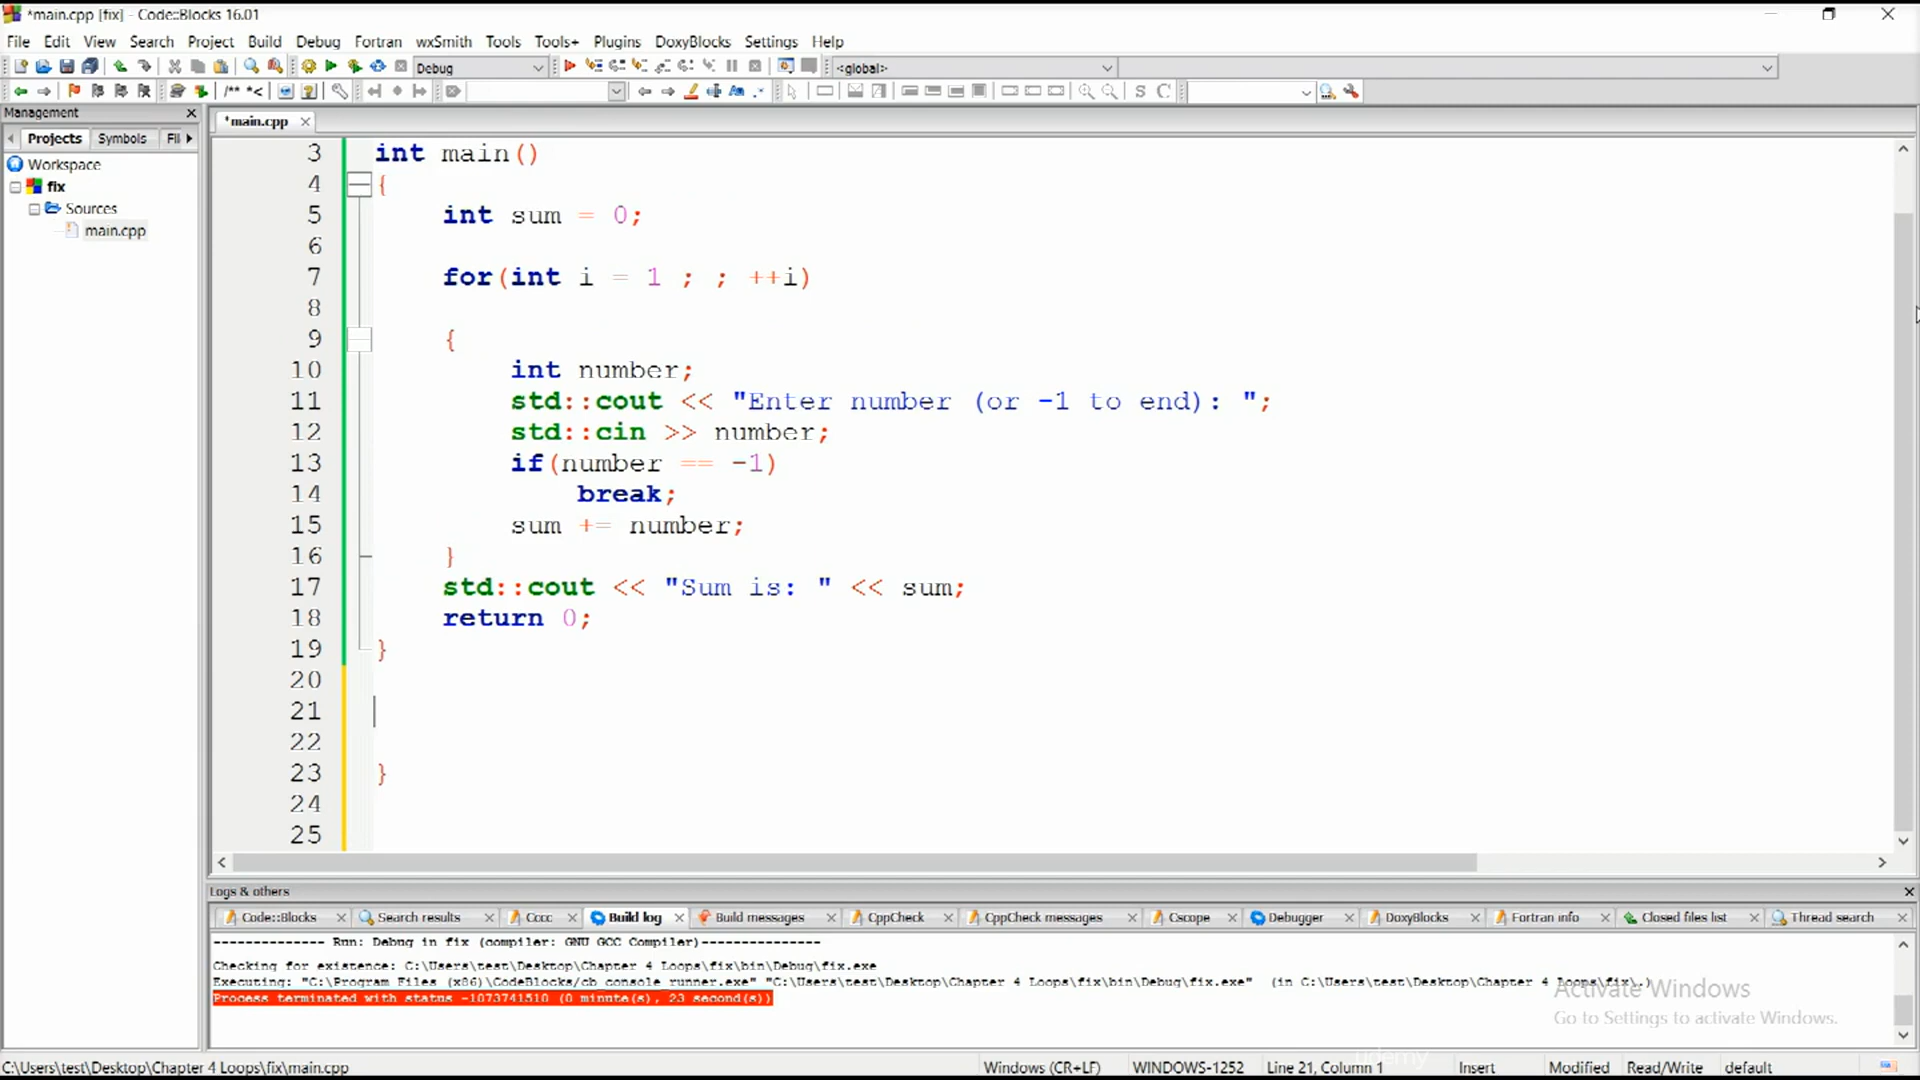 *main.cpp [fix] - Code::Blocks 16.01
File Edit View Search Project Build Debug Fortran wxSmith Tools Tools+ Plugins DoxyBlocks Settings Help
Debug <global>
/** *<
S C
Management
*main.cpp
Projects Symbols Fil
Workspace
fix
Sources
main.cpp
3 int main()
4 {
5 int sum = 0;
6
7 for(int i = 1 ; ; ++i)
8
9 {
10 int number;
11 std::cout << "Enter number (or -1 to end): ";
12 std::cin >> number;
13 if(number == -1)
14 break;
15 sum += number;
16 }
17 std::cout << "Sum is: " << sum;
18 return 0;
19 }
20
21
22
23 }
24
25
Logs & others
Code::Blocks Search results Cccc Build log Build messages CppCheck CppCheck messages Cscope Debugger DoxyBlocks Fortran info Closed files list Thread search
-------------- Run: Debug in fix (compiler: GNU GCC Compiler)---------------
Checking for existence: C:\Users\test\Desktop\Chapter 4 Loops\fix\bin\Debug\fix.exe
Executing: "C:\Program Files (x86)\CodeBlocks/cb_console_runner.exe" "C:\Users\test\Desktop\Chapter 4 Loops\fix\bin\Debug\fix.exe" (in C:\Users\test\Desktop\Chapter 4 Loops\fix\.)
Process terminated with status -1073741510 (0 minute(s), 23 second(s))
Activate Windows
Go to Settings to activate Windows.
udemy
C:\Users\test\Desktop\Chapter 4 Loops\fix\main.cpp Windows (CR+LF) WINDOWS-1252 Line 21, Column 1 Insert Modified Read/Write default